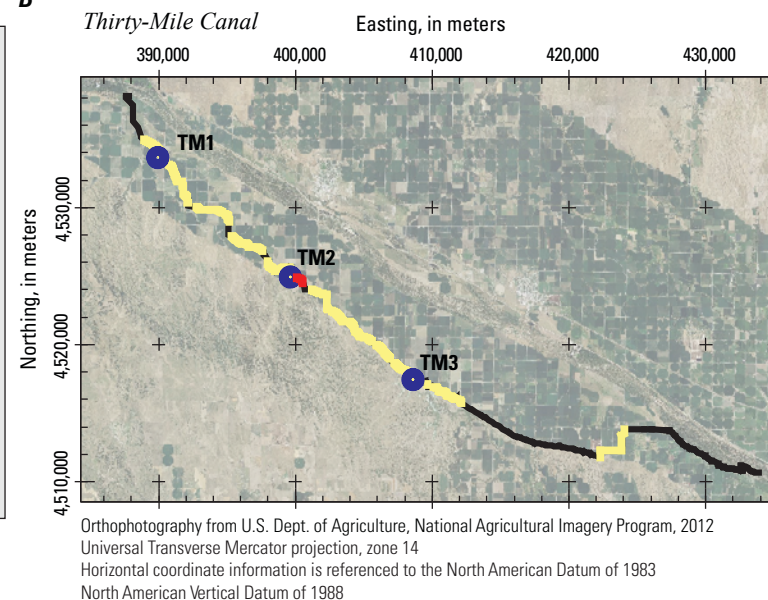 Thirty-Mile Canal
Easting, in meters
390,000 400,000 410,000 420,000 430,000
Northing, in meters
4,530,000
4,520,000
4,510,000
TM1
TM2
TM3
Orthophotography from U.S. Dept. of Agriculture, National Agricultural Imagery Program, 2012
Universal Transverse Mercator projection, zone 14
Horizontal coordinate information is referenced to the North American Datum of 1983
North American Vertical Datum of 1988